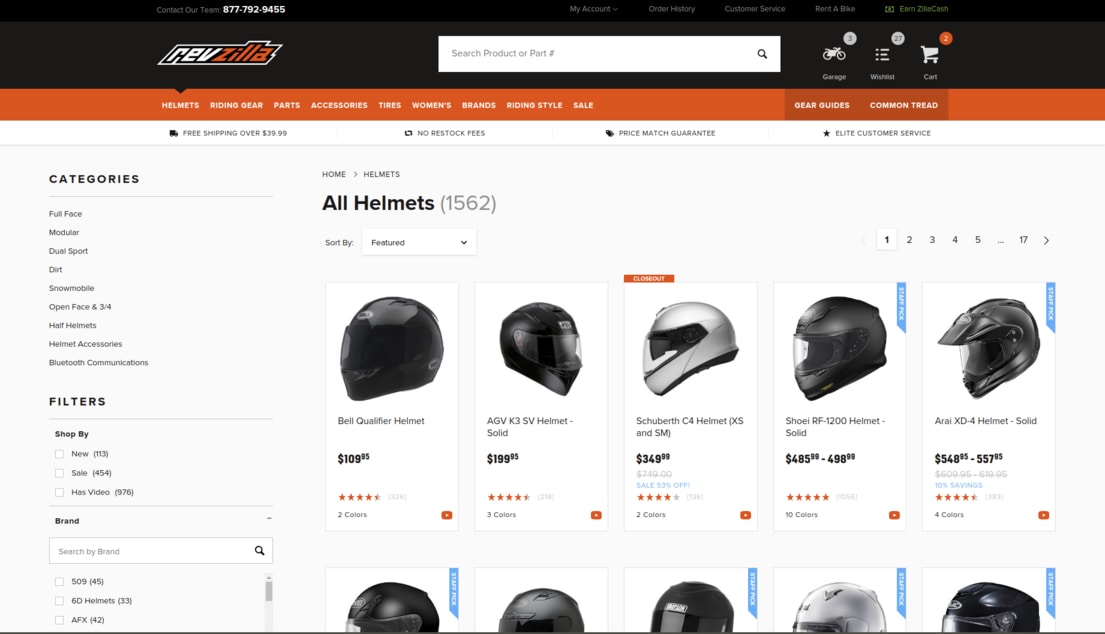 Contact Our Team: 877-792-9455
My Account
Order History
Customer Service
Rent A Bike
Earn ZillaCash
revzilla
Search Product or Part #
3
Garage
27
Wishlist
2
Cart
HELMETS
RIDING GEAR
PARTS
ACCESSORIES
TIRES
WOMEN'S
BRANDS
RIDING STYLE
SALE
GEAR GUIDES
COMMON TREAD
FREE SHIPPING OVER $39.99
NO RESTOCK FEES
PRICE MATCH GUARANTEE
ELITE CUSTOMER SERVICE
CATEGORIES
Full Face
Modular
Dual Sport
Dirt
Snowmobile
Open Face & 3/4
Half Helmets
Helmet Accessories
Bluetooth Communications
FILTERS
Shop By
New (113)
Sale (454)
Has Video (976)
Brand
Search by Brand
509 (45)
6D Helmets (33)
AFX (42)
HOME > HELMETS
All Helmets (1562)
Sort By: Featured
1 2 3 4 5 ... 17
Bell Qualifier Helmet
$109.95
(326)
2 Colors
AGV K3 SV Helmet -
Solid
$199.95
(218)
3 Colors
CLOSEOUT
Schuberth C4 Helmet (XS
and SM)
$349.99
$749.00
SALE 53% OFF!
(136)
2 Colors
STAFF PICK
Shoei RF-1200 Helmet -
Solid
$485.99 - 498.99
(1056)
10 Colors
STAFF PICK
Arai XD-4 Helmet - Solid
$548.95 - 557.95
$609.95 - 619.95
10% SAVINGS
(383)
4 Colors
STAFF PICK
SIMPSON
STAFF PICK
STAFF PICK
STAFF PICK